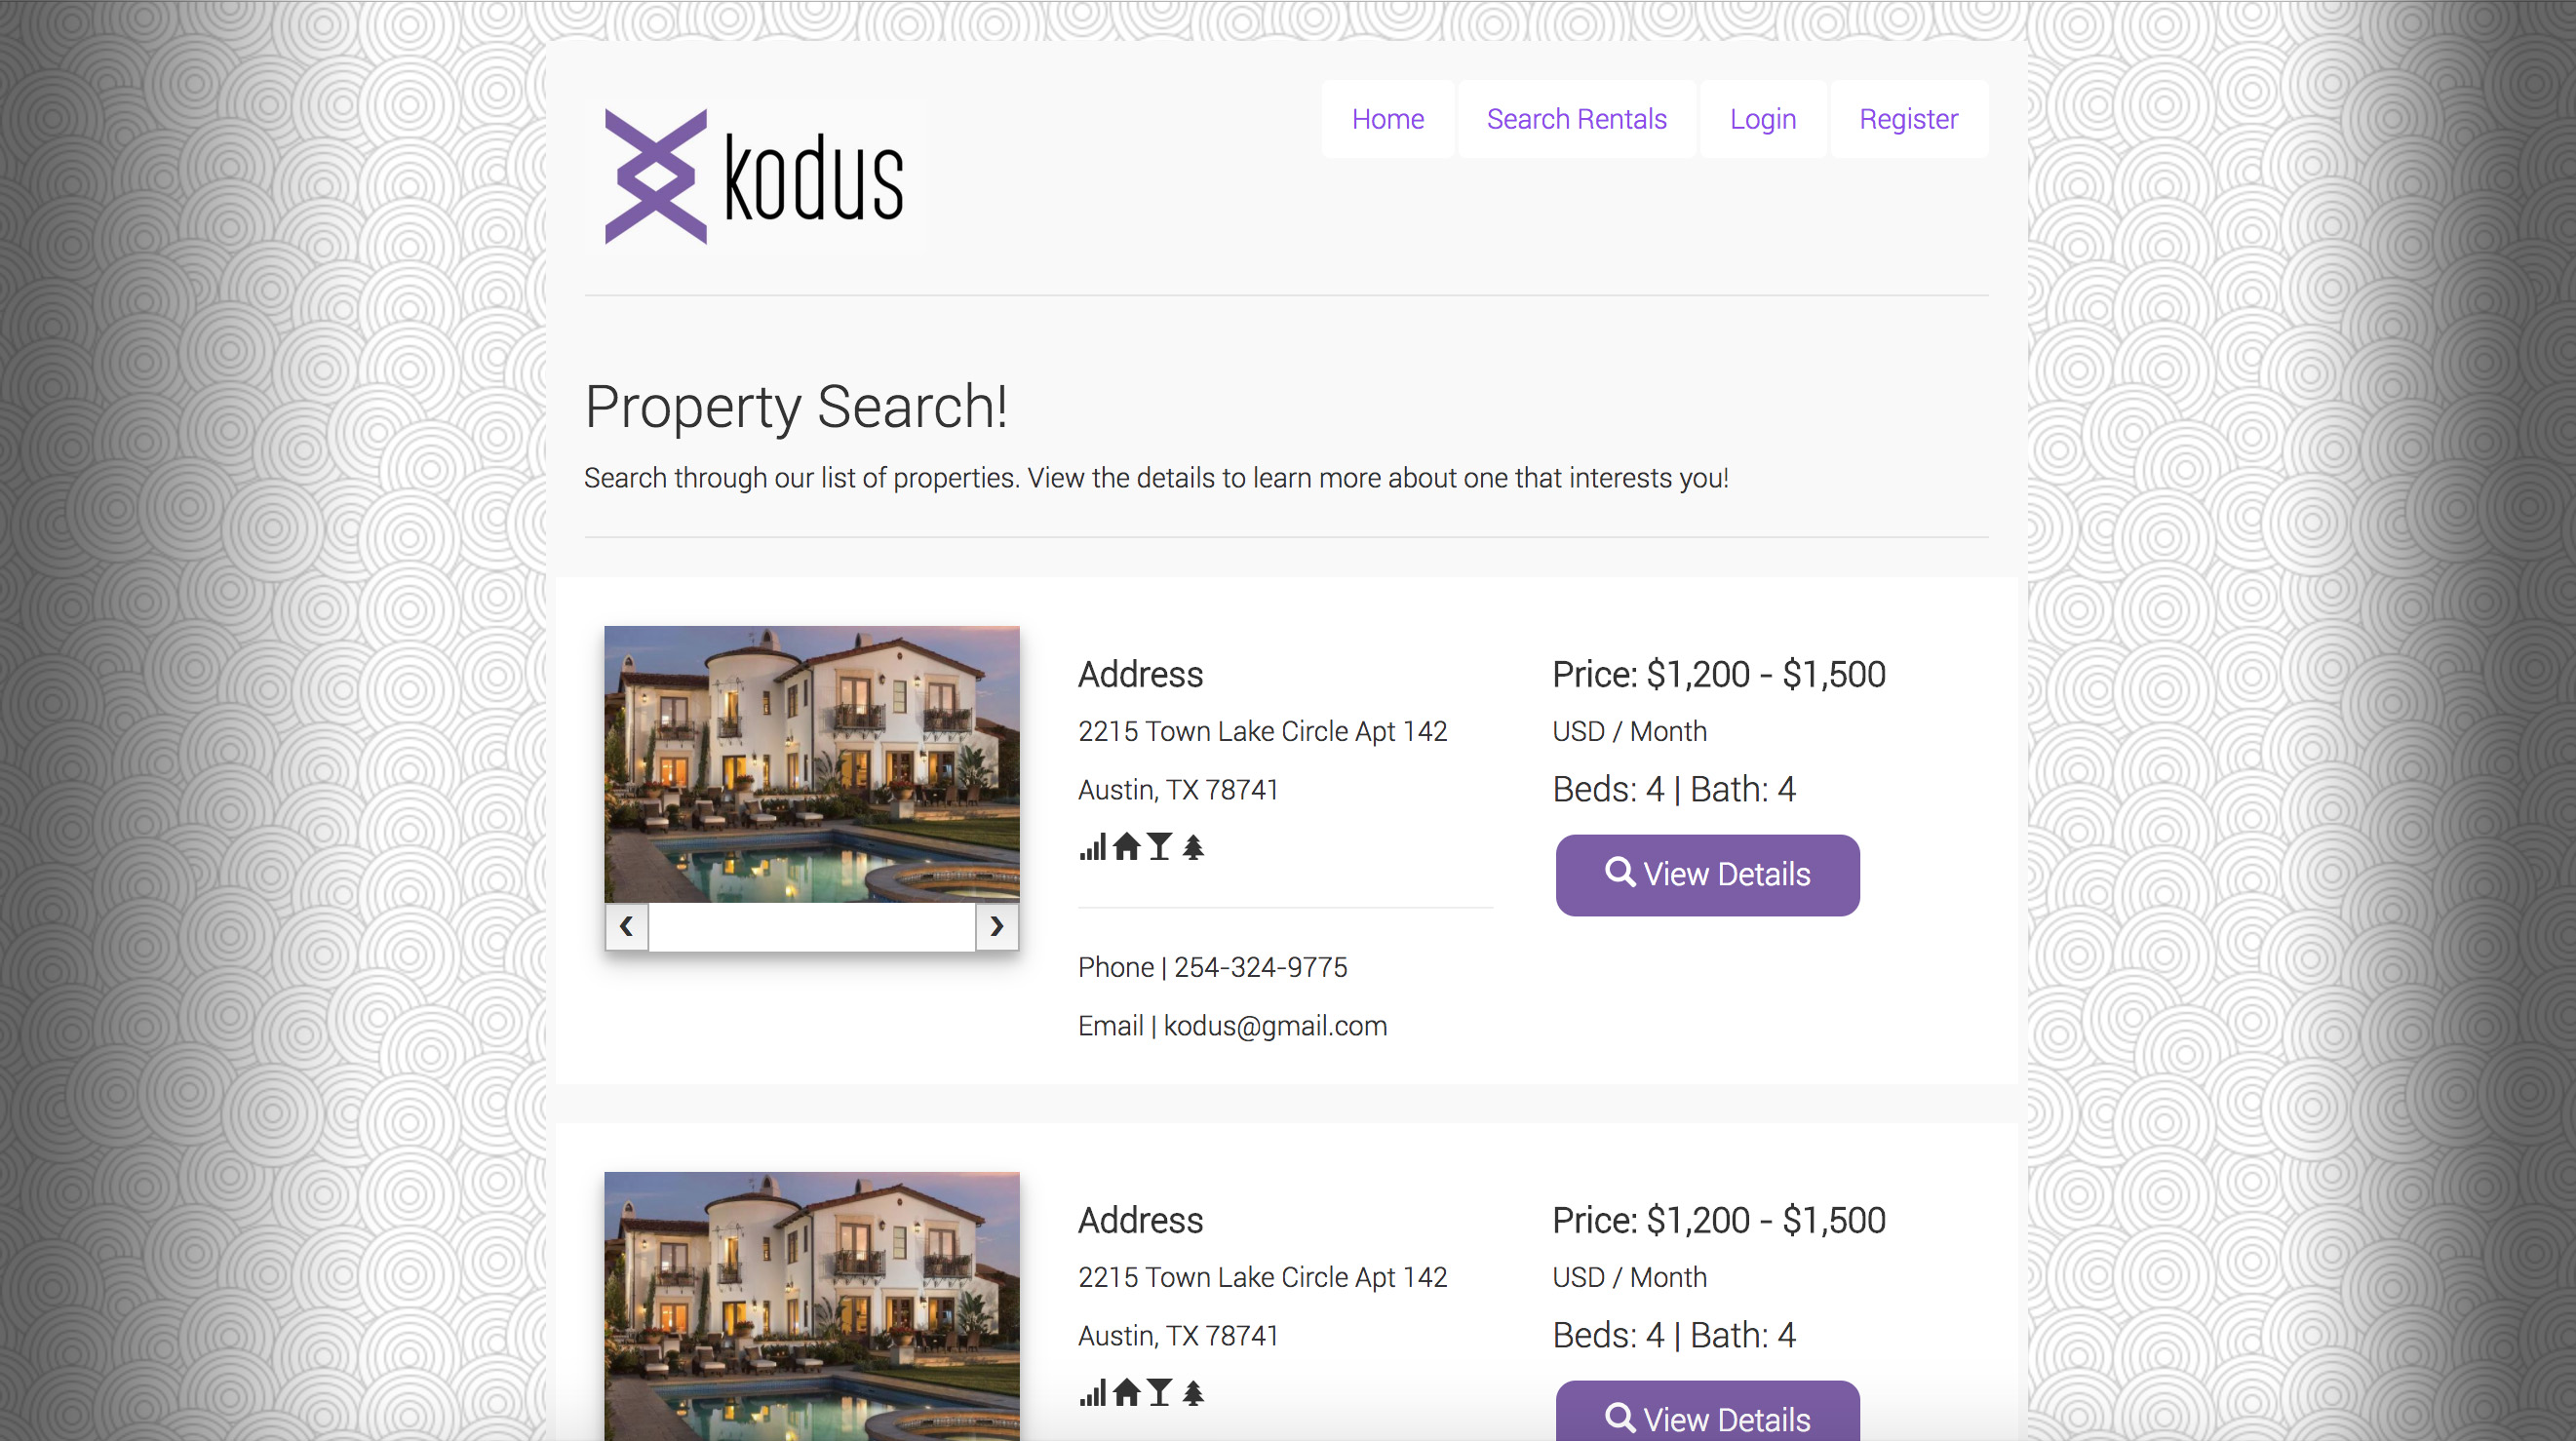 kodus
Home
Search Rentals
Login
Register
Property Search!
Search through our list of properties. View the details to learn more about one that interests you!
Address
2215 Town Lake Circle Apt 142
Austin, TX 78741
Phone | 254-324-9775
Email | kodus@gmail.com
Price: $1,200 - $1,500
USD / Month
Beds: 4 | Bath: 4
View Details
Address
2215 Town Lake Circle Apt 142
Austin, TX 78741
Price: $1,200 - $1,500
USD / Month
Beds: 4 | Bath: 4
View Details